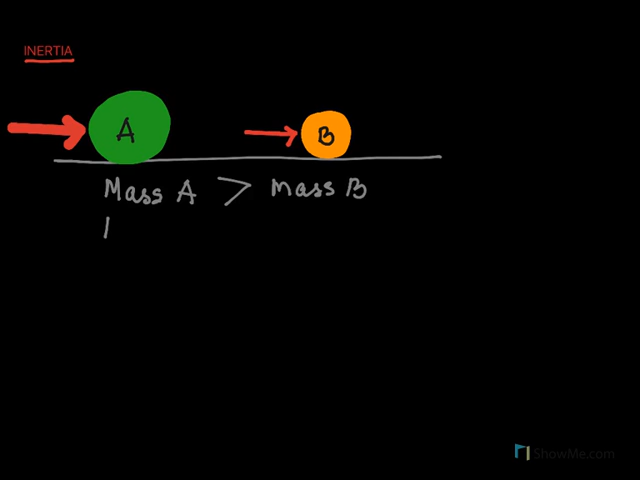 INERTIA
A
B
Mass A > Mass B
I
ShowMe.com